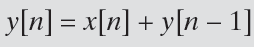 y[n] = x[n] + y[n − 1]